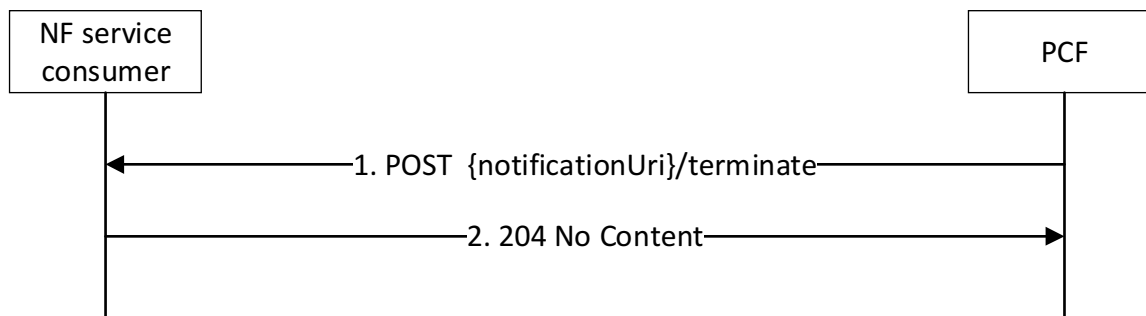 NF service
consumer
PCF
1. POST  {notificationUri}/terminate
2. 204 No Content